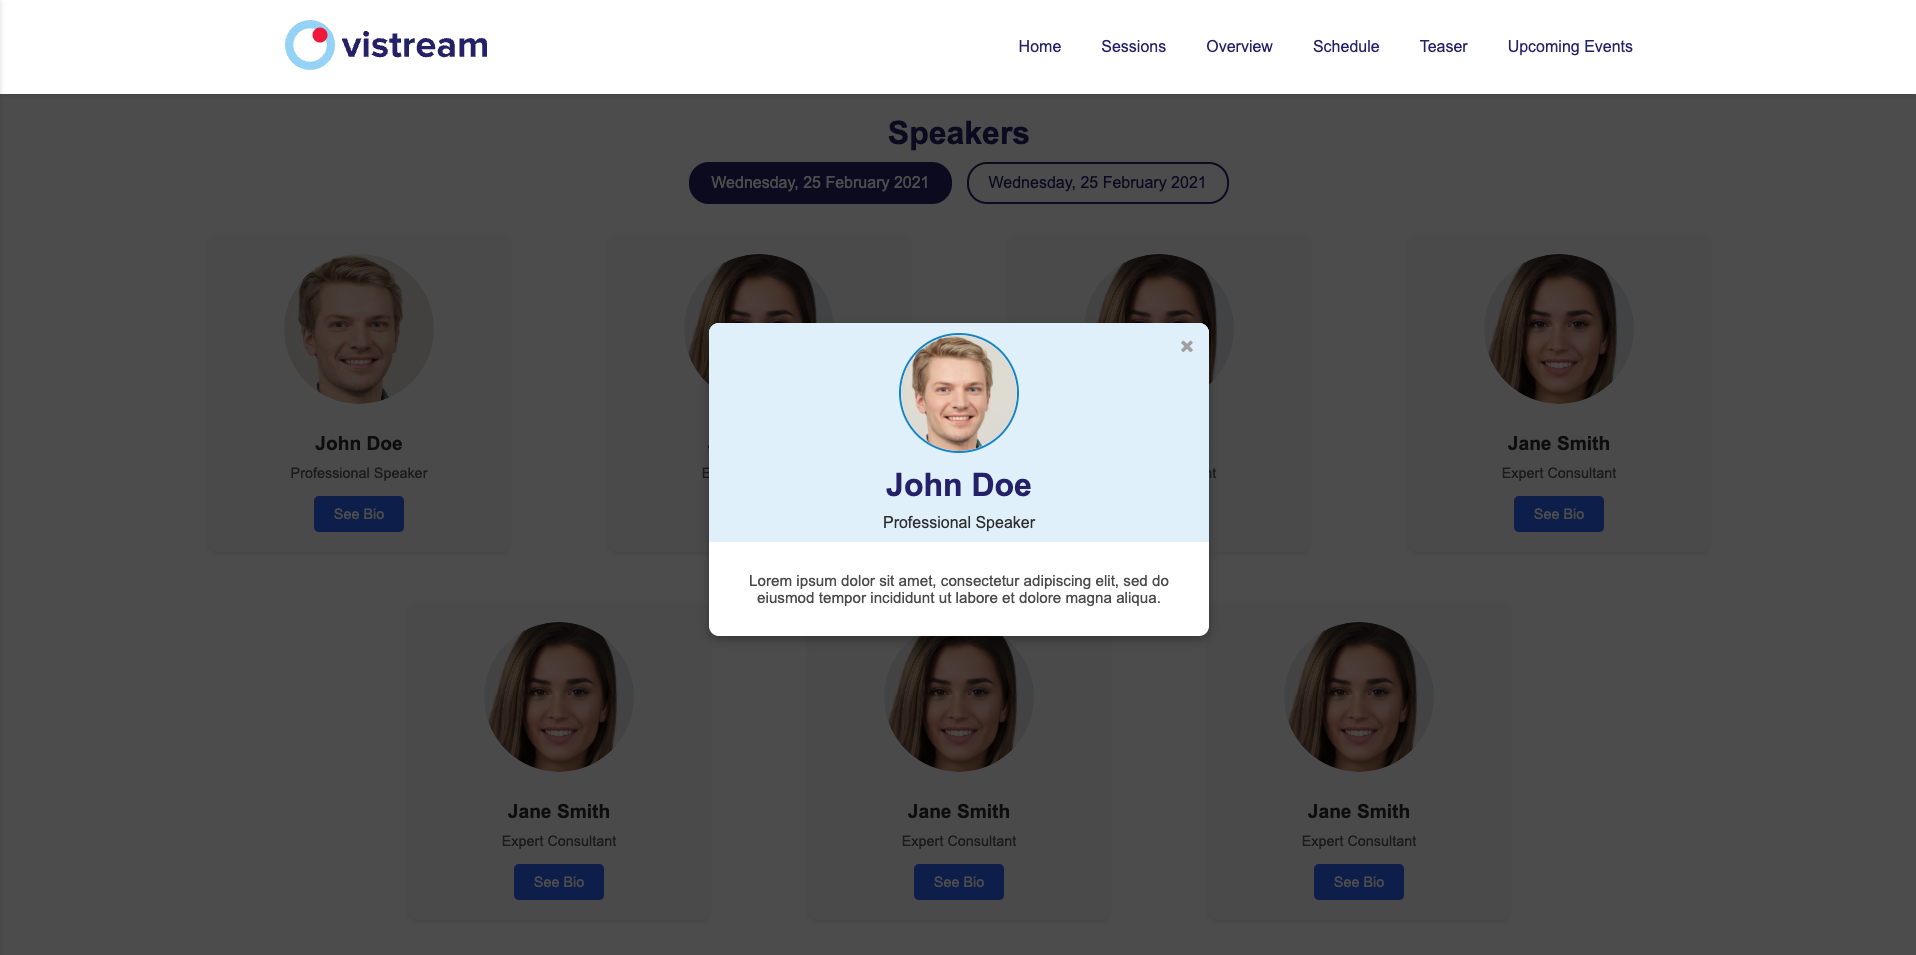 vistream
Home Sessions Overview Schedule Teaser Upcoming Events
Speakers
Wednesday, 25 February 2021 Wednesday, 25 February 2021
John Doe
Professional Speaker
See Bio
Jane Smith
Expert Consultant
See Bio
John Doe
Professional Speaker
Lorem ipsum dolor sit amet, consectetur adipiscing elit, sed do
eiusmod tempor incididunt ut labore et dolore magna aliqua.
Jane Smith
Expert Consultant
See Bio
Jane Smith
Expert Consultant
See Bio
Jane Smith
Expert Consultant
See Bio